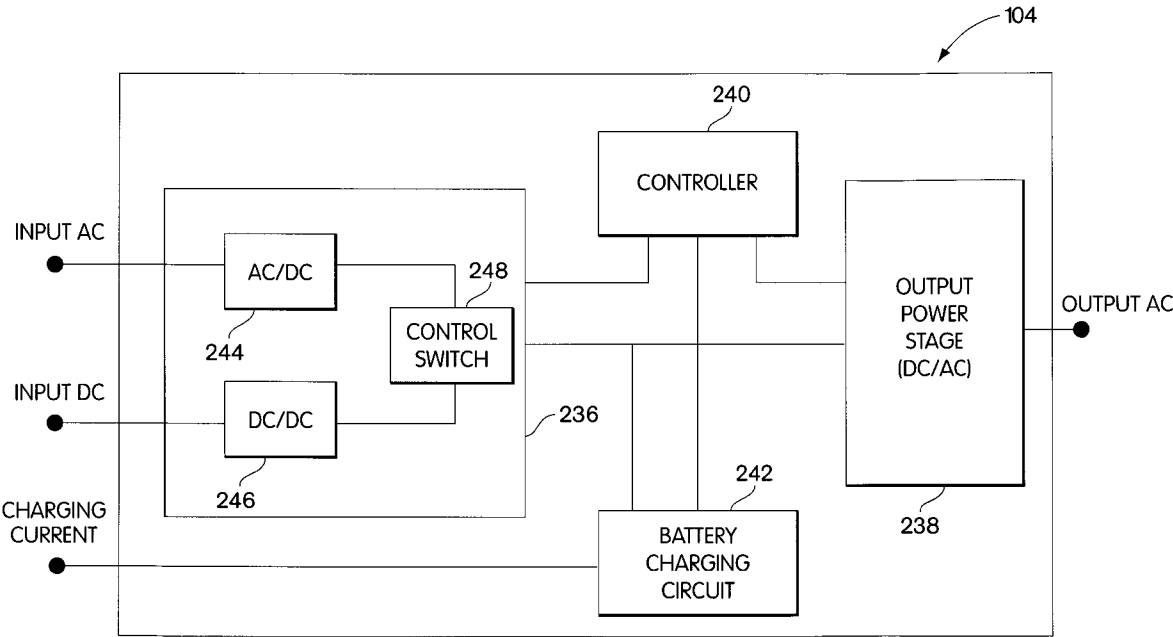 104
240
CONTROLLER
INPUT AC
AC/DC
244
248
CONTROL
SWITCH
OUTPUT
POWER
STAGE
(DC/AC)
OUTPUT AC
INPUT DC
DC/DC
246
236
238
CHARGING
CURRENT
242
BATTERY
CHARGING
CIRCUIT